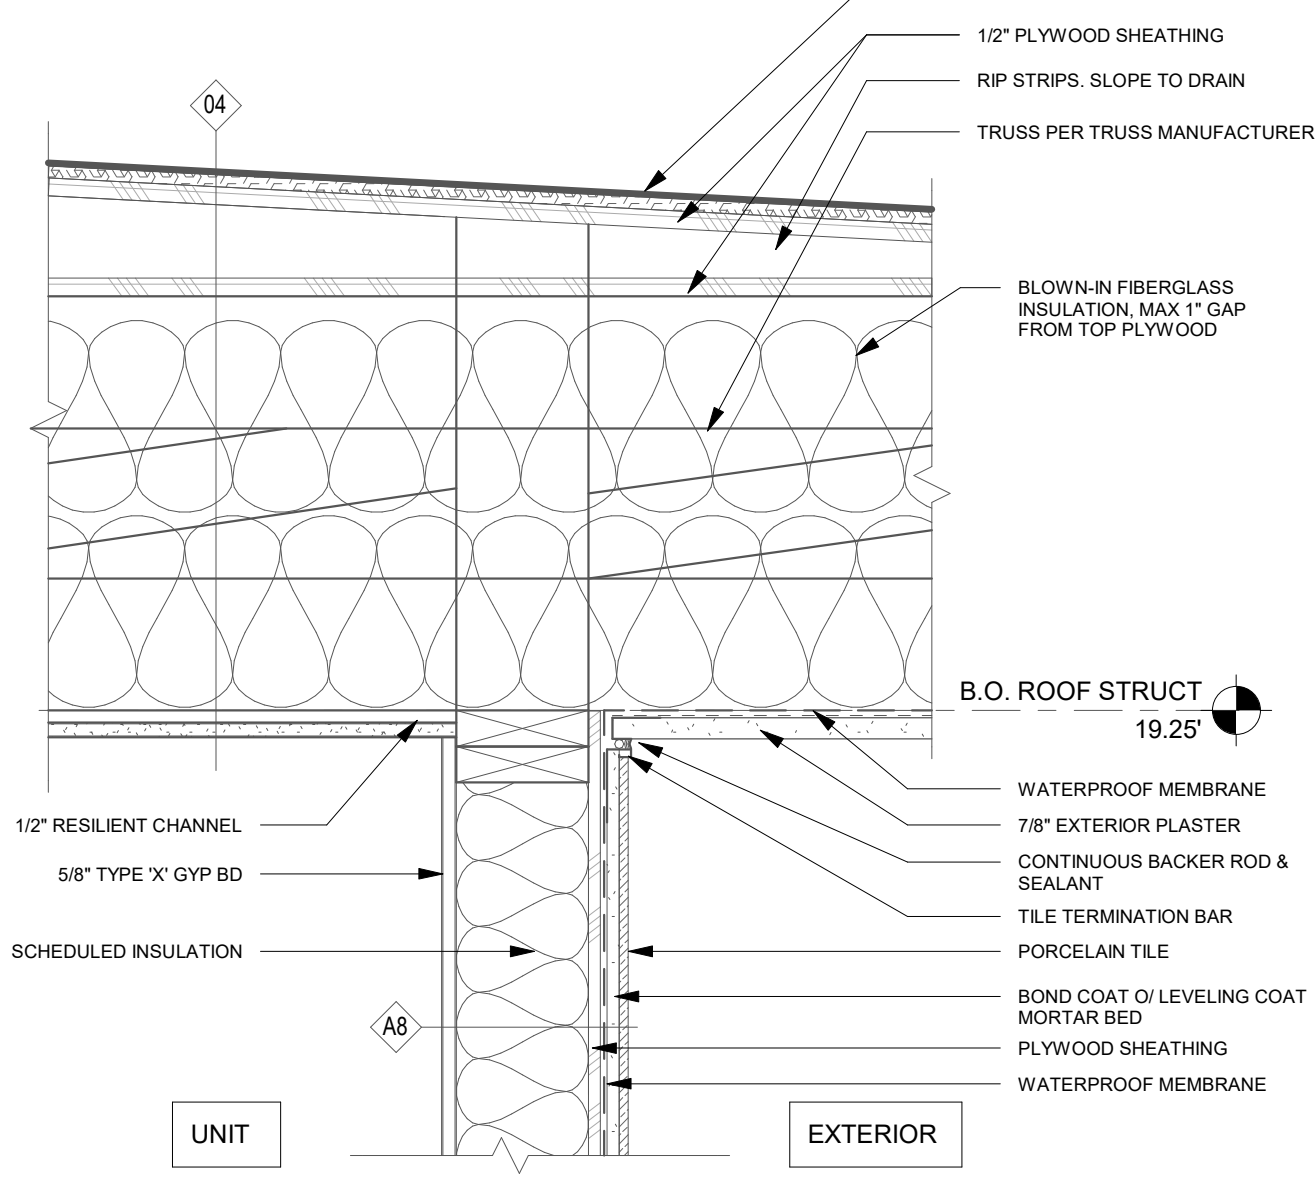 1/2" PLYWOOD SHEATHING
RIP STRIPS. SLOPE TO DRAIN
04
TRUSS PER TRUSS MANUFACTURER
BLOWN-IN FIBERGLASS
INSULATION, MAX 1" GAP
FROM TOP PLYWOOD
B.O. ROOF STRUCT
19.25'
WATERPROOF MEMBRANE
1/2" RESILIENT CHANNEL
7/8" EXTERIOR PLASTER
5/8" TYPE 'X' GYP BD
CONTINUOUS BACKER ROD &
SEALANT
TILE TERMINATION BAR
SCHEDULED INSULATION
PORCELAIN TILE
BOND COAT O/ LEVELING COAT
MORTAR BED
A8
PLYWOOD SHEATHING
WATERPROOF MEMBRANE
UNIT
EXTERIOR